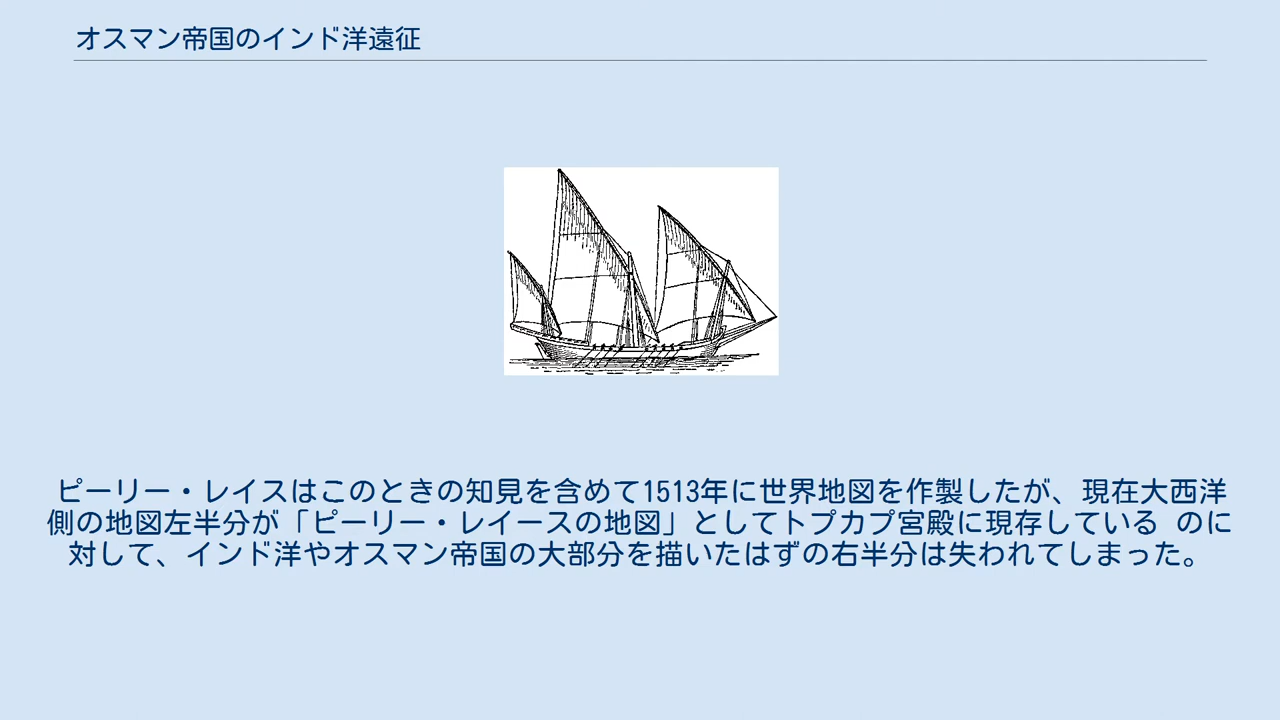 オスマン帝国のインド洋遠征
ピーリー・レイスはこのときの知見を含めて1513年に世界地図を作製したが、現在大西洋
側の地図左半分が「ピーリー・レイースの地図」としてトプカプ宮殿に現存している のに
対して、インド洋やオスマン帝国の大部分を描いたはずの右半分は失われてしまった。